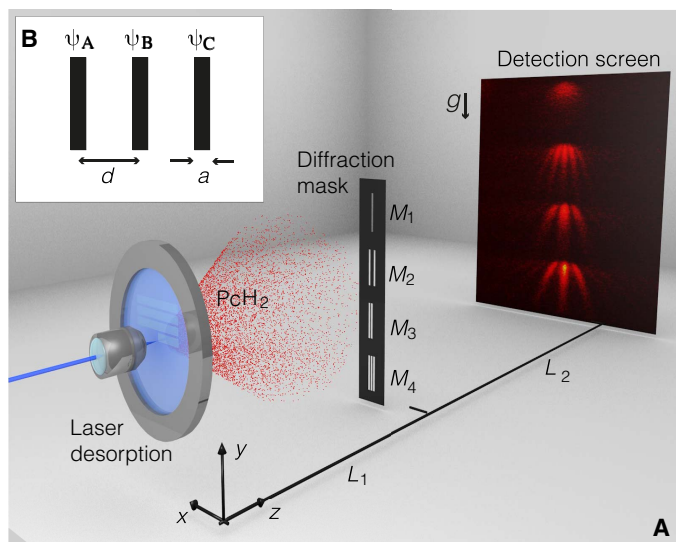 B
ψA ψB ψC
d
a
Detection screen
g
Diffraction
mask
M1
M2
M3
M4
PcH2
Laser
desorption
L1
L2
x
y
z
A